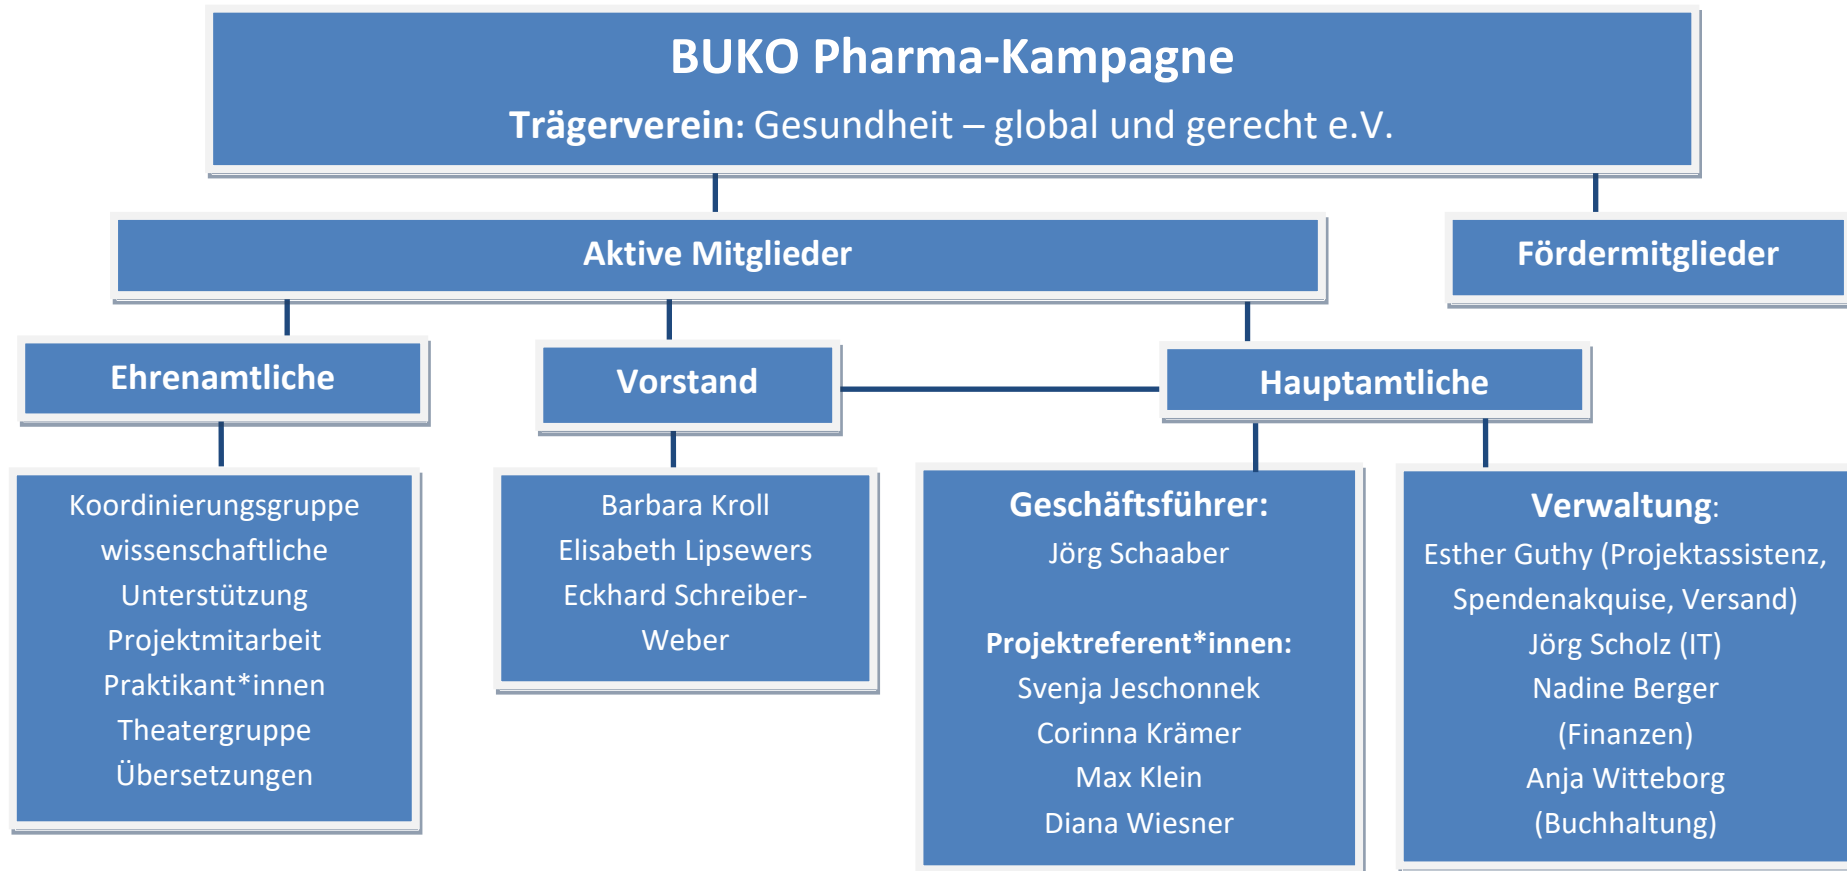 BUKO Pharma-Kampagne
Trägerverein: Gesundheit – global und gerecht e.V.
Aktive Mitglieder
Fördermitglieder
Ehrenamtliche
Vorstand
Hauptamtliche
Koordinierungsgruppe
wissenschaftliche
Unterstützung
Projektmitarbeit
Praktikant*innen
Theatergruppe
Übersetzungen
Barbara Kroll
Elisabeth Lipsewers
Eckhard Schreiber-
Weber
Geschäftsführer:
Jörg Schaaber
Projektreferent*innen:
Svenja Jeschonnek
Corinna Krämer
Max Klein
Diana Wiesner
Verwaltung:
Esther Guthy (Projektassistenz,
Spendenakquise, Versand)
Jörg Scholz (IT)
Nadine Berger
(Finanzen)
Anja Witteborg
(Buchhaltung)